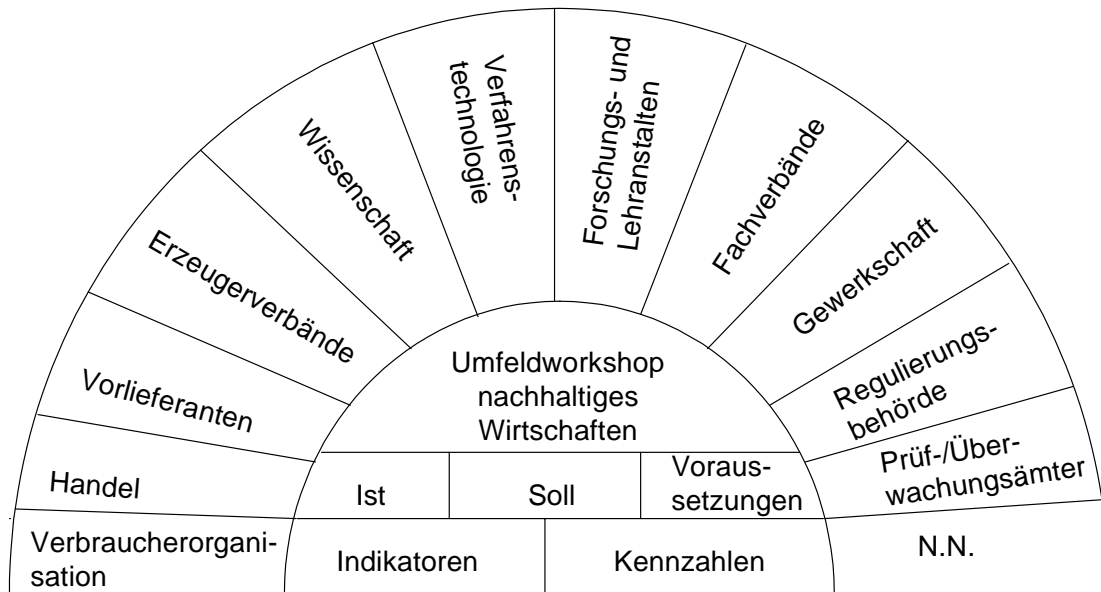 Verbraucherorgani-
sation
Handel
Vorlieferanten
Erzeugerverbände
Wissenschaft
Verfahrens-
technologie
Forschungs- und
Lehranstalten
Fachverbände
Gewerkschaft
Regulierungs-
behörde
Prüf-/Über-
wachungsämter
N.N.
Umfeldworkshop
nachhaltiges
Wirtschaften
Ist
Soll
Voraus-
setzungen
Indikatoren
Kennzahlen